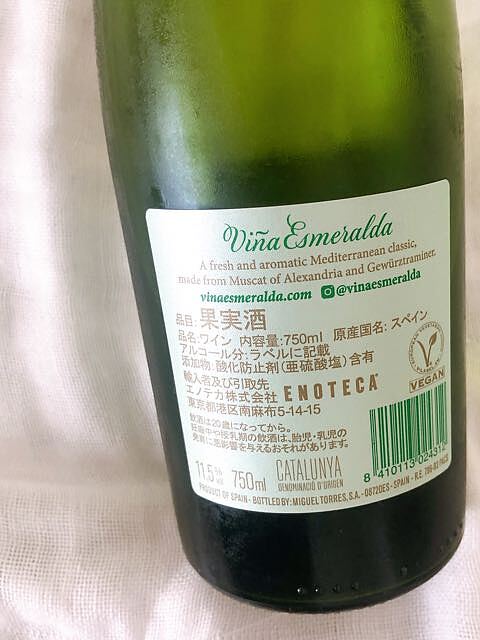 Viña Esmeralda
A fresh and aromatic Mediterranean classic,
made from Muscat of Alexandria and Gewürztraminer.
vinaesmeralda.com @vinaesmeralda
品目: 果実酒
品名: ワイン 内容量: 750ml 原産国名: スペイン
アルコール分: ラベルに記載
添加物: 酸化防止剤(亜硫酸塩)含有
輸入者及び引取先
エノテカ株式会社 ENOTECA
東京都港区南麻布5-14-15
飲酒は20歳になってから。
妊娠中や授乳期の飲酒は、胎児・乳児の
発育に悪影響を与えるおそれがあります。
VEGAN
11.5% vol 750ml CATALUNYA
DENOMINACIÓ D'ORIGEN
8 410113 024312
PRODUCT OF SPAIN - BOTTLED BY: MIGUEL TORRES, S.A. - 08720ES - SPAIN - R.E.